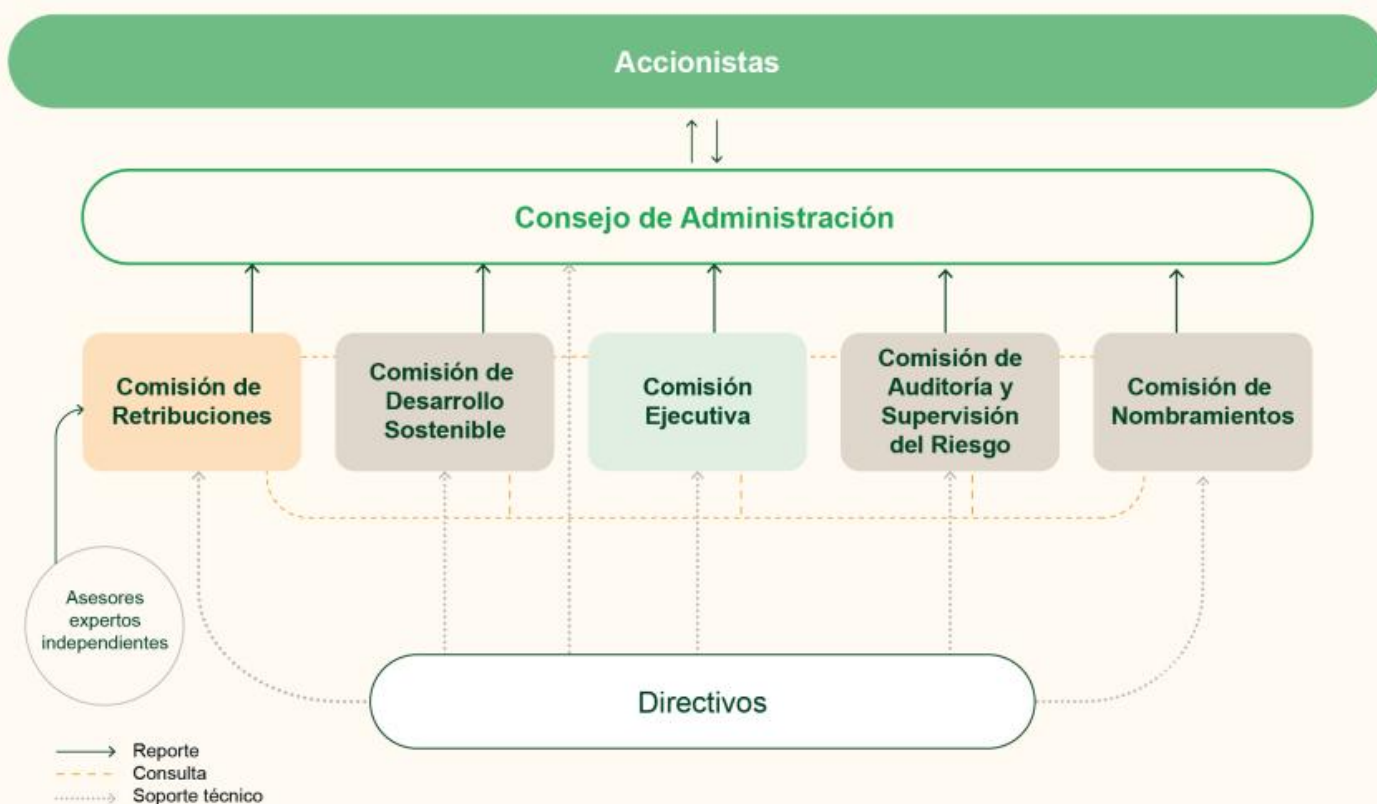 Accionistas
Consejo de Administración
Comisión de
Retribuciones
Comisión de
Desarrollo
Sostenible
Comisión
Ejecutiva
Comisión de
Auditoría y
Supervisión
del Riesgo
Comisión de
Nombramientos
Asesores
expertos
independientes
Directivos
Reporte
Consulta
Soporte técnico